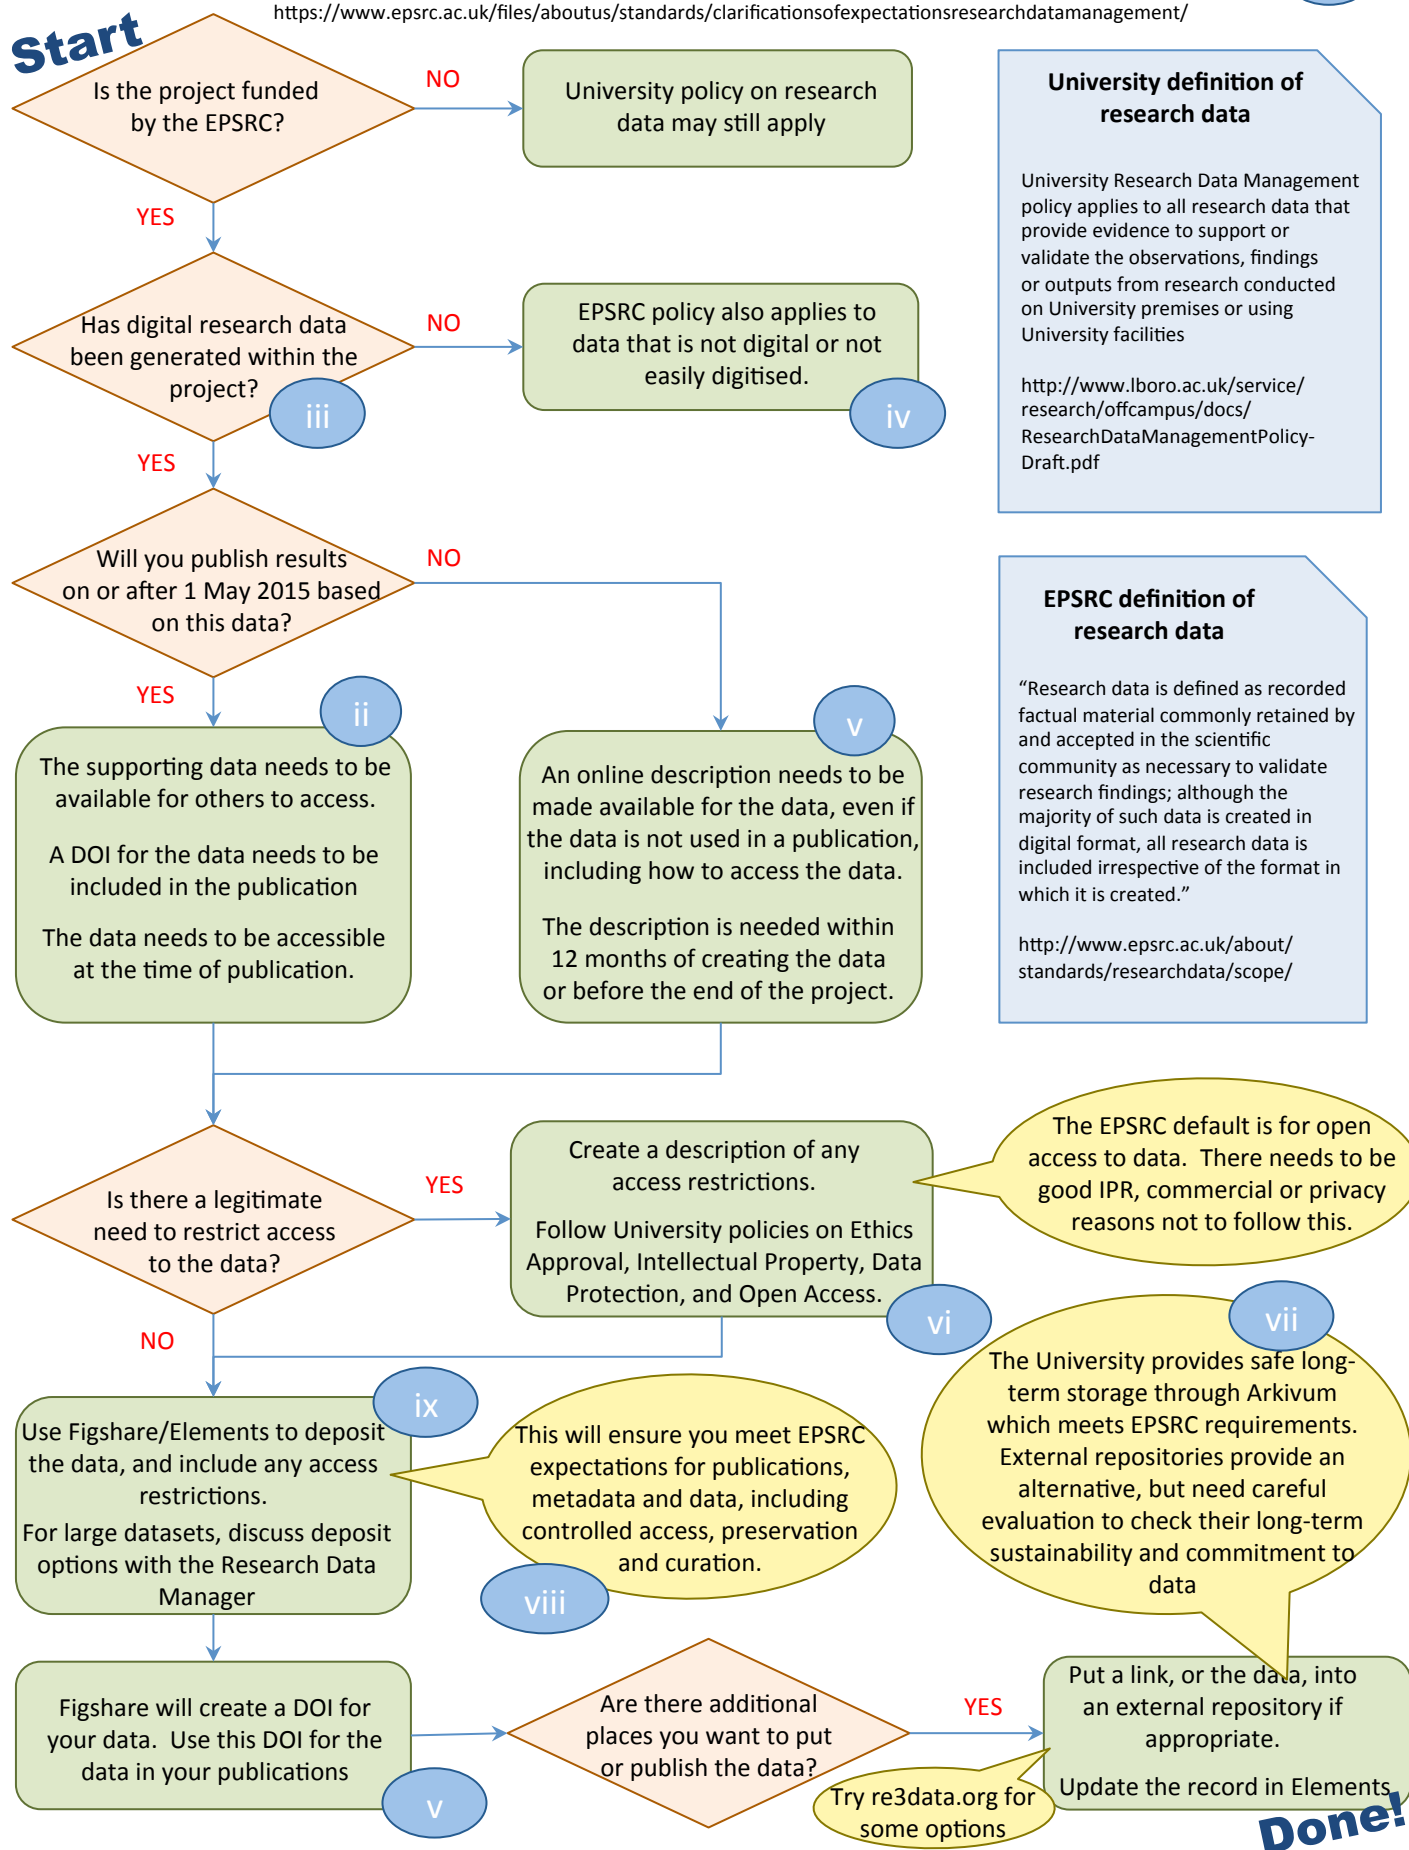 https://www.epsrc.ac.uk/files/aboutus/standards/clarificationsofexpectationsresearchdatamanagement/
Start
Is the project funded
by the EPSRC?
NO
University policy on research
data may still apply
YES
Has digital research data
been generated within the
project?
iii
NO
EPSRC policy also applies to
data that is not digital or not
easily digitised.
iv
YES
Will you publish results
on or after 1 May 2015 based
on this data?
NO
YES
ii
The supporting data needs to be
available for others to access.
A DOI for the data needs to be
included in the publication
The data needs to be accessible
at the time of publication.
v
An online description needs to be
made available for the data, even if
the data is not used in a publication,
including how to access the data.
The description is needed within
12 months of creating the data
or before the end of the project.
University definition of
research data
University Research Data Management
policy applies to all research data that
provide evidence to support or
validate the observations, findings
or outputs from research conducted
on University premises or using
University facilities
http://www.lboro.ac.uk/service/
research/offcampus/docs/
ResearchDataManagementPolicy-
Draft.pdf
EPSRC definition of
research data
“Research data is defined as recorded
factual material commonly retained by
and accepted in the scientific
community as necessary to validate
research findings; although the
majority of such data is created in
digital format, all research data is
included irrespective of the format in
which it is created.”
http://www.epsrc.ac.uk/about/
standards/researchdata/scope/
Is there a legitimate
need to restrict access
to the data?
YES
Create a description of any
access restrictions.
Follow University policies on Ethics
Approval, Intellectual Property, Data
Protection, and Open Access.
vi
The EPSRC default is for open
access to data. There needs to be
good IPR, commercial or privacy
reasons not to follow this.
NO
ix
Use Figshare/Elements to deposit
the data, and include any access
restrictions.
For large datasets, discuss deposit
options with the Research Data
Manager
This will ensure you meet EPSRC
expectations for publications,
metadata and data, including
controlled access, preservation
and curation.
viii
vii
The University provides safe long-
term storage through Arkivum
which meets EPSRC requirements.
External repositories provide an
alternative, but need careful
evaluation to check their long-term
sustainability and commitment to
data
Figshare will create a DOI for
your data. Use this DOI for the
data in your publications
v
Are there additional
places you want to put
or publish the data?
YES
Put a link, or the data, into
an external repository if
appropriate.
Update the record in Elements
Try re3data.org for
some options
Done!